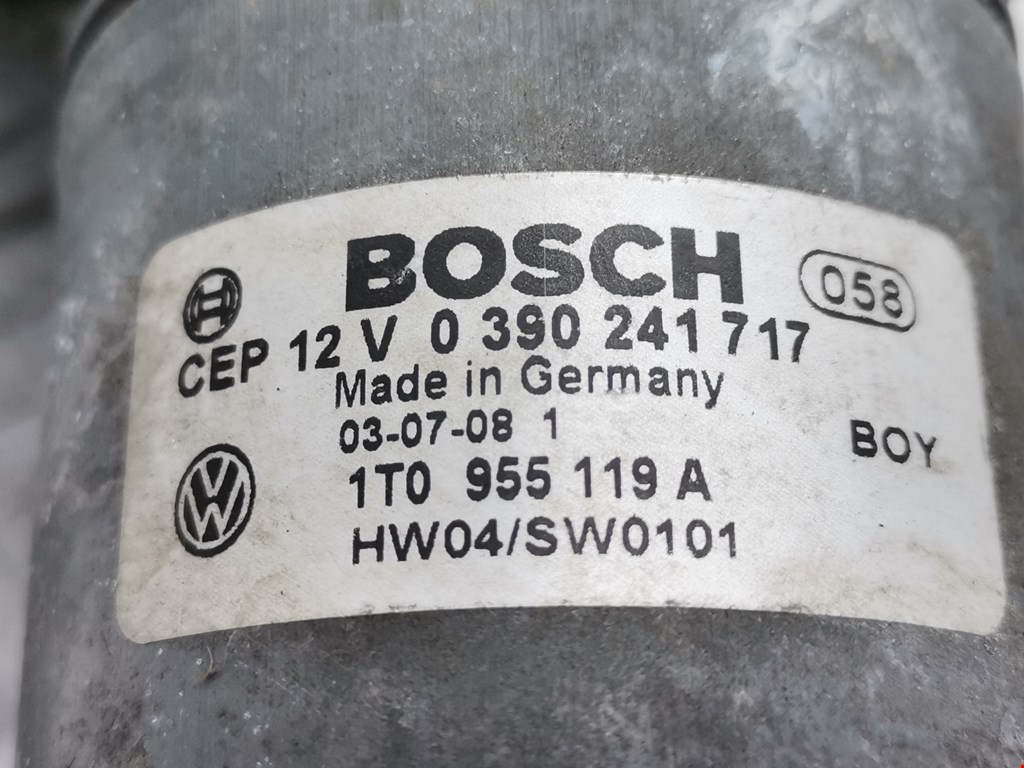 BOSCH
058
CEP 12 V 0 390 241 717
Made in Germany
03-07-08 1
BOY
1T0 955 119 A
HW04/SW0101